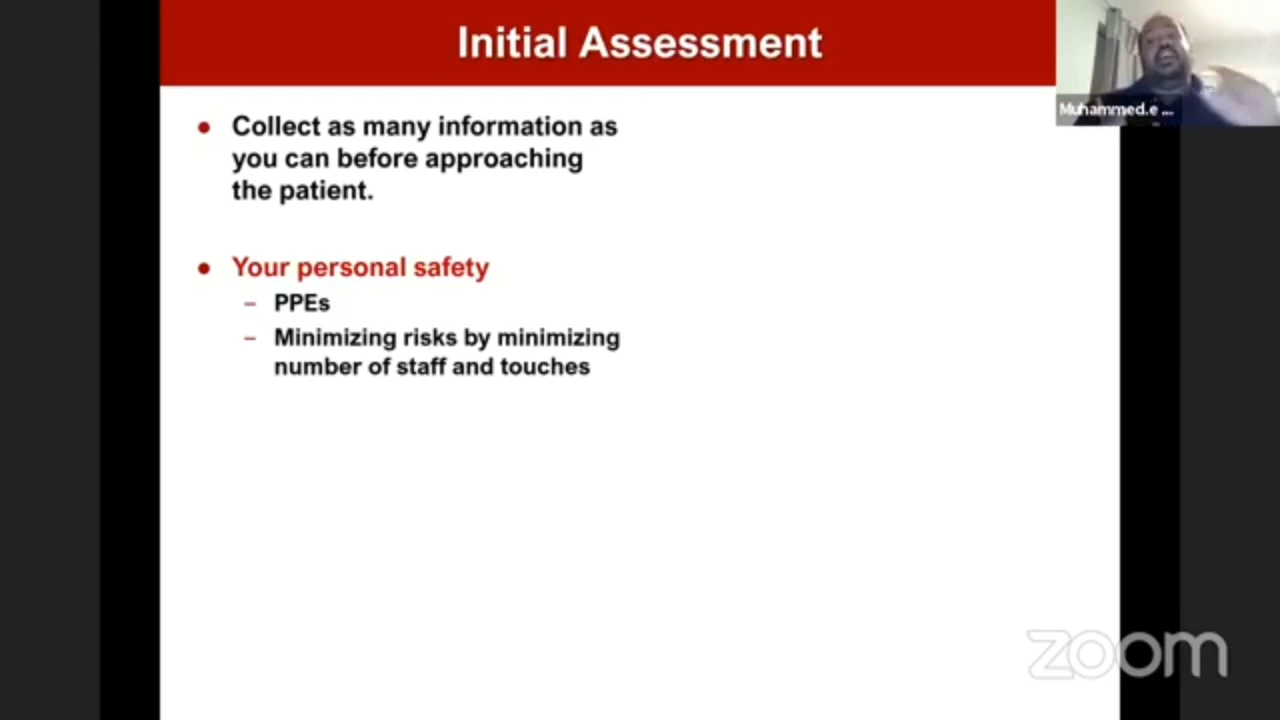 Initial Assessment
Muhammed.e ...
● Collect as many information as
you can before approaching
the patient.
● Your personal safety
– PPEs
– Minimizing risks by minimizing
number of staff and touches
zoom